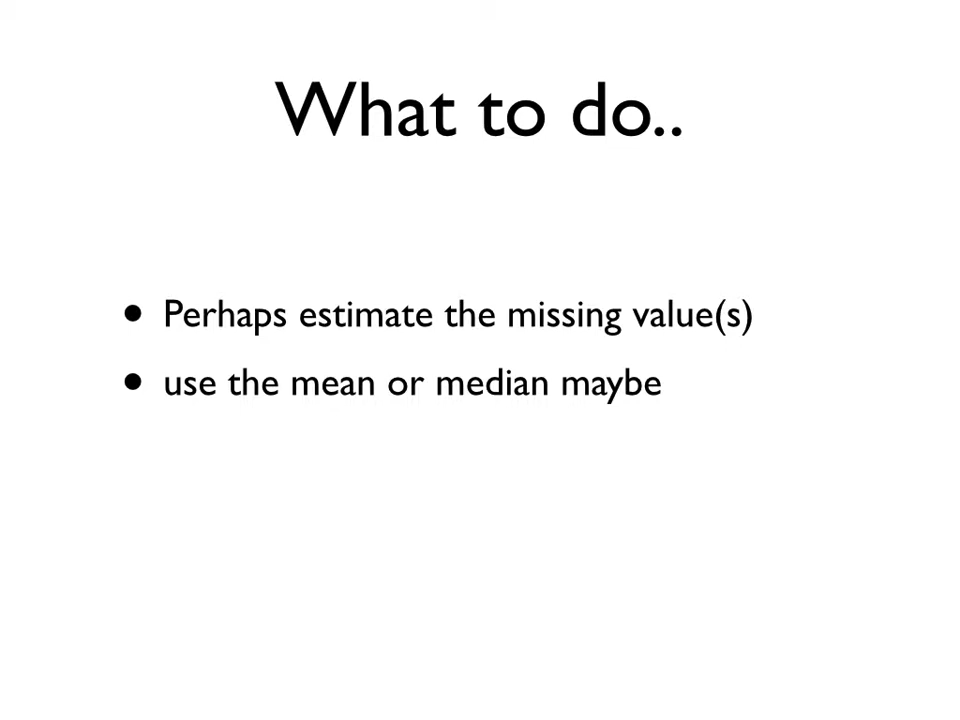 What to do..
• Perhaps estimate the missing value(s)
• use the mean or median maybe